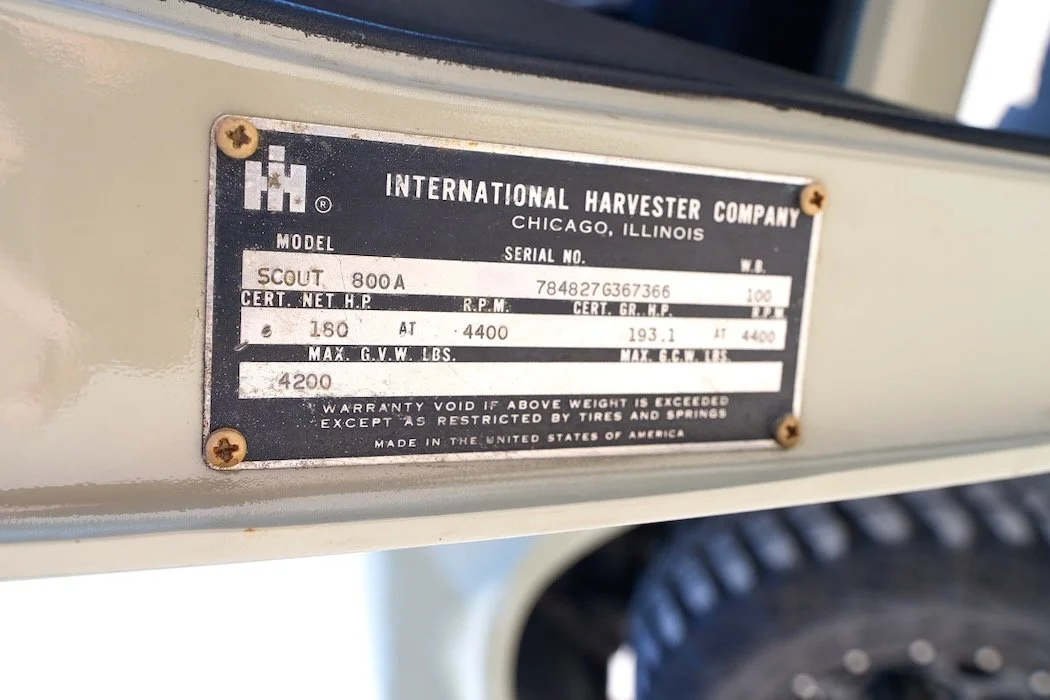 IH ®
INTERNATIONAL HARVESTER COMPANY
CHICAGO, ILLINOIS
MODEL SERIAL NO. W.B.
SCOUT 800A 784827G367366 100
CERT. NET H.P. R.P.M. CERT. GR. H.P. R.P.M.
180 AT 4400 193.1 AT 4400
MAX. G.V.W. LBS. MAX. G.C.W. LBS.
4200
WARRANTY VOID IF ABOVE WEIGHT IS EXCEEDED
EXCEPT AS RESTRICTED BY TIRES AND SPRINGS
MADE IN THE UNITED STATES OF AMERICA